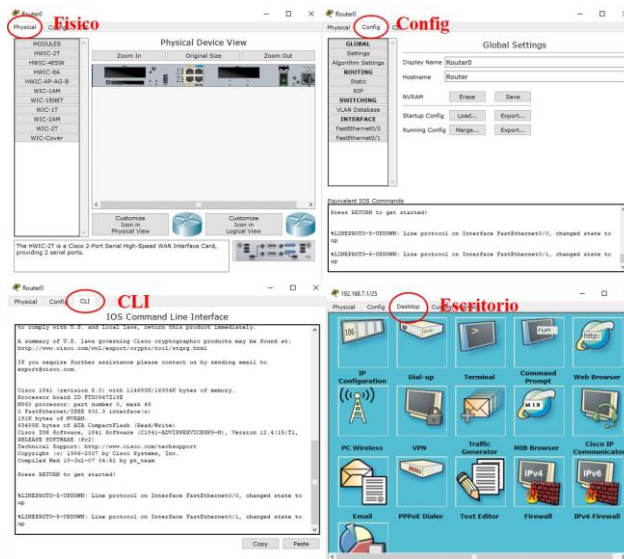 Router0
Physical Config CLI
Fisico
MODULES
HWIC-2T
HWIC-4ESW
HWIC-8A
HWIC-AP-AG-B
WIC-1AM
WIC-1ENET
WIC-1T
WIC-2AM
WIC-2T
WIC-Cover
Physical Device View
Zoom In Original Size Zoom Out
Customize
Icon in
Physical View
Customize
Icon in
Logical View
The HWIC-2T is a Cisco 2-Port Serial High-Speed WAN Interface Card,
providing 2 serial ports.
Router0
Physical Config
Config
GLOBAL
Settings
Algorithm Settings
ROUTING
Static
RIP
SWITCHING
VLAN Database
INTERFACE
FastEthernet0/0
FastEthernet0/1
Global Settings
Display Name Router0
Hostname Router
NVRAM Erase Save
Startup Config Load... Export...
Running Config Merge... Export...
Equivalent IOS Commands
Press RETURN to get started!
%LINEPROTO-5-UPDOWN: Line protocol on Interface FastEthernet0/0, changed state to
up
%LINEPROTO-5-UPDOWN: Line protocol on Interface FastEthernet0/1, changed state to
up
Router0
Physical Config CLI
CLI
IOS Command Line Interface
to comply with U.S. and local laws, return this product immediately.
A summary of U.S. laws governing Cisco cryptographic products may be found at:
http://www.cisco.com/wwl/export/crypto/tool/stqrg.html
If you require further assistance please contact us by sending email to
export@cisco.com.
Cisco 1841 (revision 5.0) with 114688K/16384K bytes of memory.
Processor board ID FTX0947Z18E
M860 processor: part number 0, mask 49
2 FastEthernet/IEEE 802.3 interface(s)
191K bytes of NVRAM.
63488K bytes of ATA CompactFlash (Read/Write)
Cisco IOS Software, 1841 Software (C1841-ADVIPSERVICESK9-M), Version 12.4(15)T1,
RELEASE SOFTWARE (fc2)
Technical Support: http://www.cisco.com/techsupport
Copyright (c) 1986-2007 by Cisco Systems, Inc.
Compiled Wed 18-Jul-07 04:52 by pt_team
Press RETURN to get started!
%LINEPROTO-5-UPDOWN: Line protocol on Interface FastEthernet0/0, changed state to
up
%LINEPROTO-5-UPDOWN: Line protocol on Interface FastEthernet0/1, changed state to
up
Copy Paste
192.168.7.1/25
Physical Config Desktop
Escritorio
106
run
http:
IP
Configuration
Dial-up
Terminal
Command
Prompt
Web Browser
MIB
PC Wireless
VPN
Traffic
Generator
MIB Browser
Cisco IP
Communicator
IPv4
IPv6
Email
PPPoE Dialer
Text Editor
Firewall
IPv6 Firewall